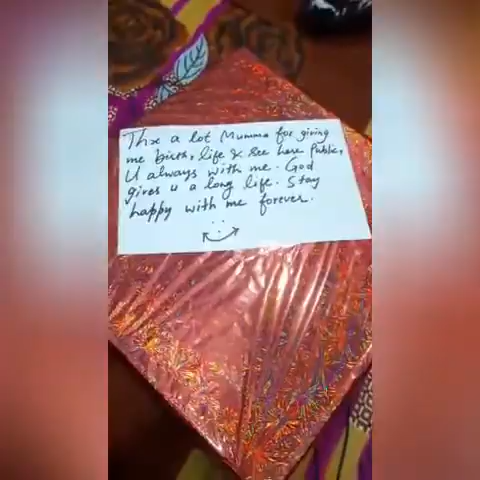 Thx a lot Mumma for giving
me birth, life & See here Public,
U always with me. God
gives u a long life. Stay
happy with me forever.